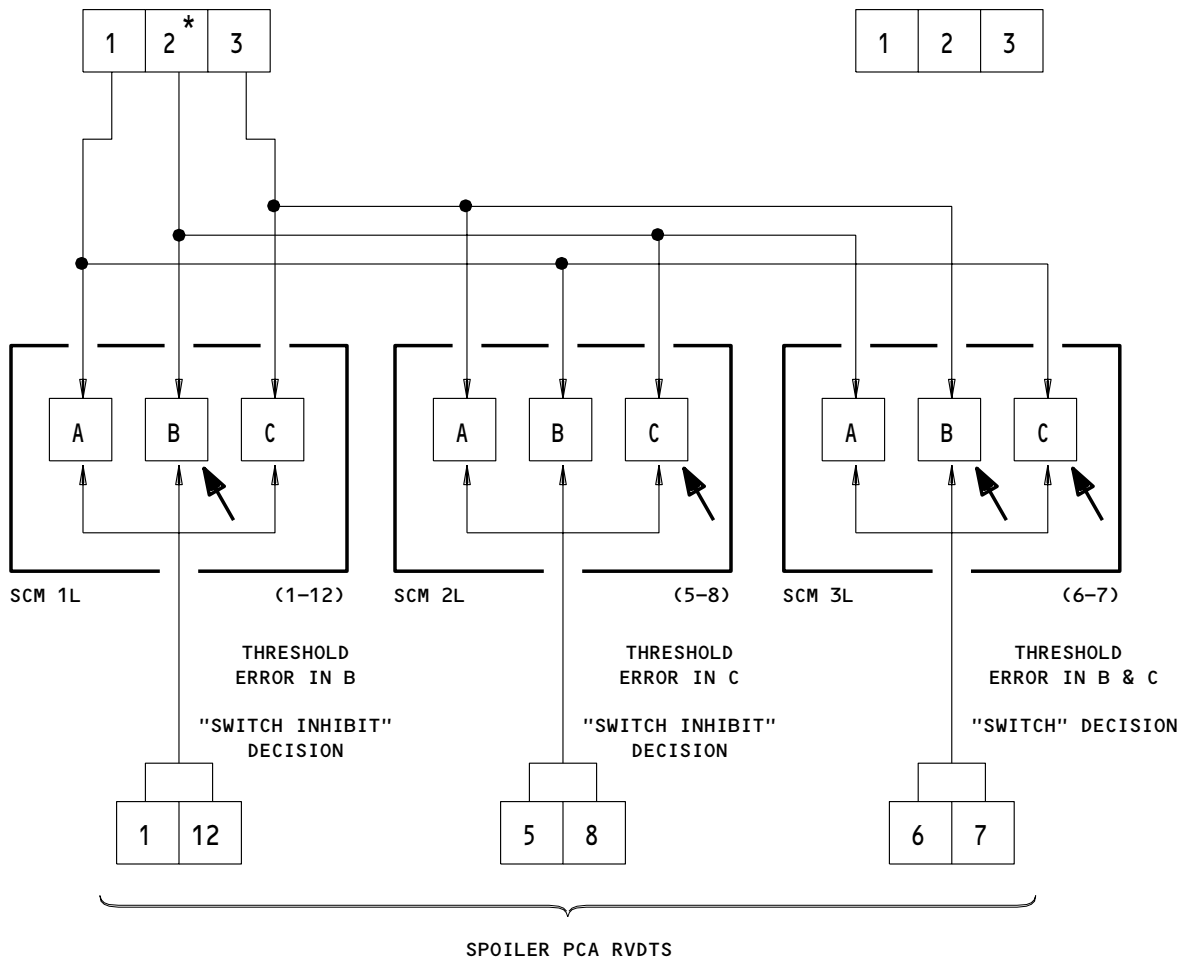 1 2* 3
1 2 3
A B C
A B C
A B C
SCM 1L (1-12)
SCM 2L (5-8)
SCM 3L (6-7)
THRESHOLD
ERROR IN B
"SWITCH INHIBIT"
DECISION
THRESHOLD
ERROR IN C
"SWITCH INHIBIT"
DECISION
THRESHOLD
ERROR IN B & C
"SWITCH" DECISION
1 12
5 8
6 7
SPOILER PCA RVDTS